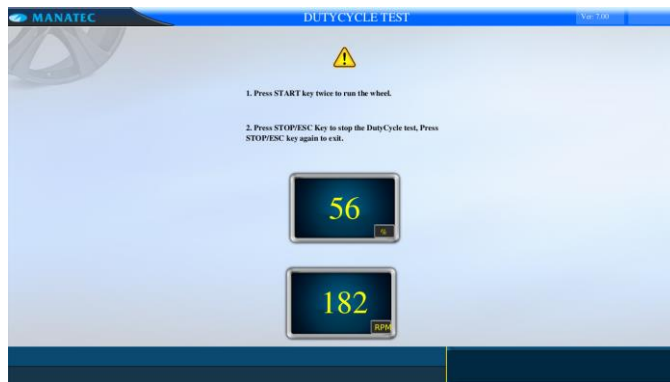 MANATEC
DUTYCYCLE TEST
Ver: 7.00
1. Press START key twice to run the wheel.
2. Press STOP/ESC Key to stop the DutyCycle test, Press
STOP/ESC key again to exit.
56
%
182
RPM